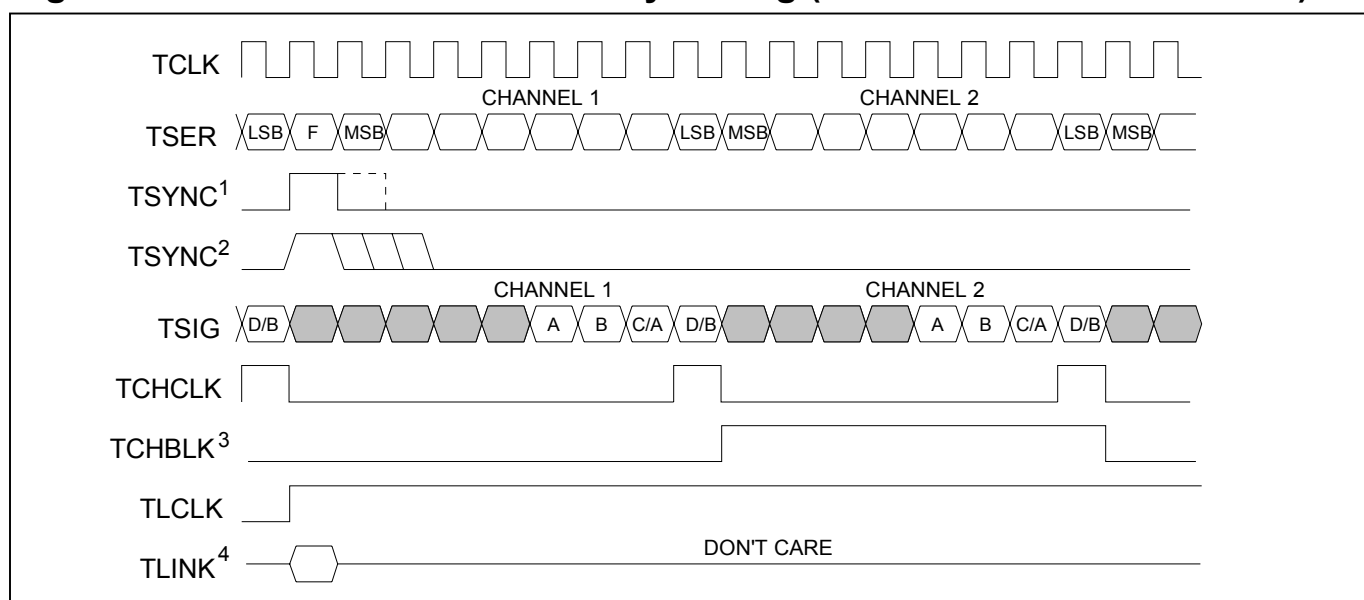 TCLK
CHANNEL 1 CHANNEL 2
TSER LSB F MSB LSB MSB LSB MSB
TSYNC1
TSYNC2
CHANNEL 1 CHANNEL 2
TSIG D/B A B C/A D/B A B C/A D/B
TCHCLK
TCHBLK3
TLCLK
DON'T CARE
TLINK4